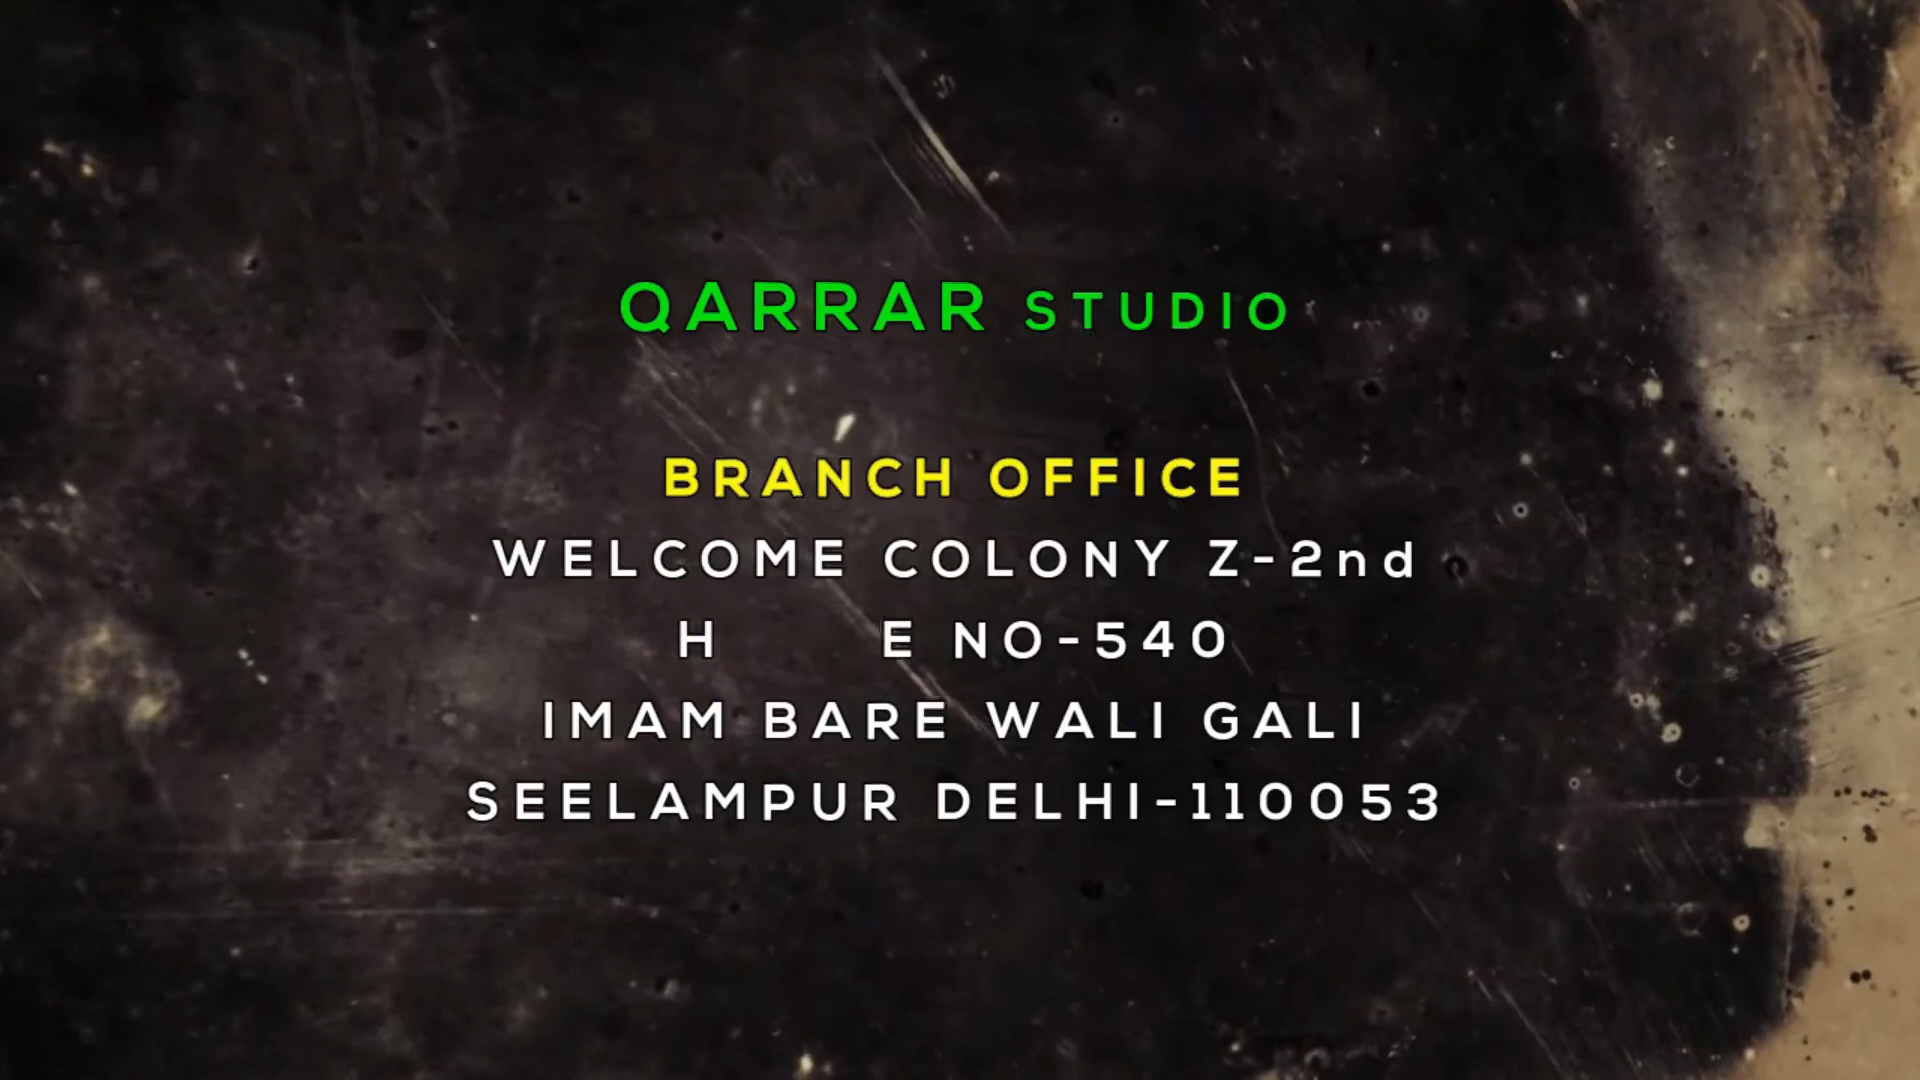 QARRAR STUDIO
BRANCH OFFICE
WELCOME COLONY Z-2nd
H E NO-540
IMAM BARE WALI GALI
SEELAMPUR DELHI-110053